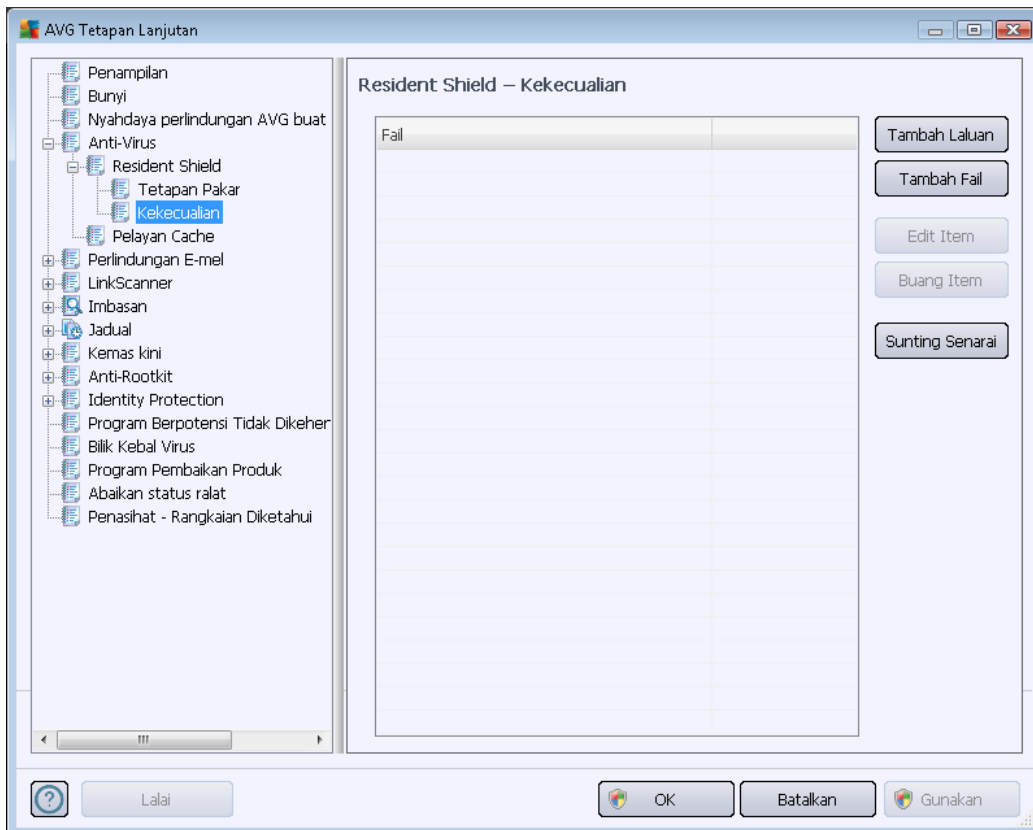 AVG Tetapan Lanjutan
Penampilan
Bunyi
Nyahdaya perlindungan AVG buat
Anti-Virus
Resident Shield
Tetapan Pakar
Kekecualian
Pelayan Cache
Perlindungan E-mel
LinkScanner
Imbasan
Jadual
Kemas kini
Anti-Rootkit
Identity Protection
Program Berpotensi Tidak Dikeher
Bilik Kebal Virus
Program Pembaikan Produk
Abaikan status ralat
Penasihat - Rangkaian Diketahui
Resident Shield – Kekecualian
Fail
Tambah Laluan
Tambah Fail
Edit Item
Buang Item
Sunting Senarai
Lalai
OK
Batalkan
Gunakan